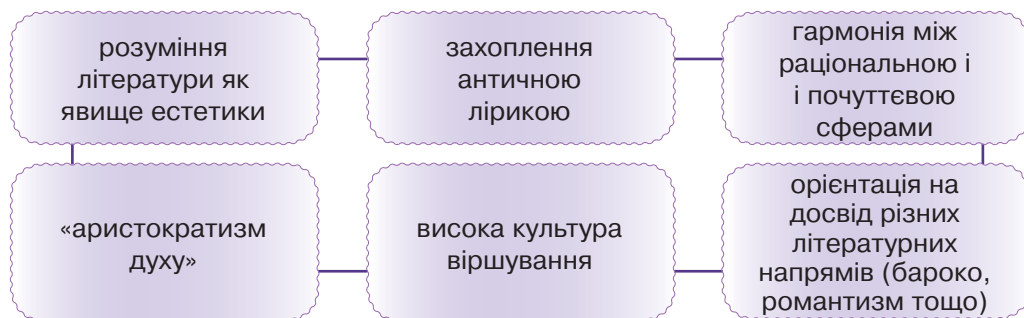 розуміння
літератури як
явище естетики
захоплення
античною
лірикою
гармонія між
раціональною і
і почуттєвою
сферами
«аристократизм
духу»
висока культура
віршування
орієнтація на
досвід різних
літературних
напрямів (бароко,
романтизм тощо)